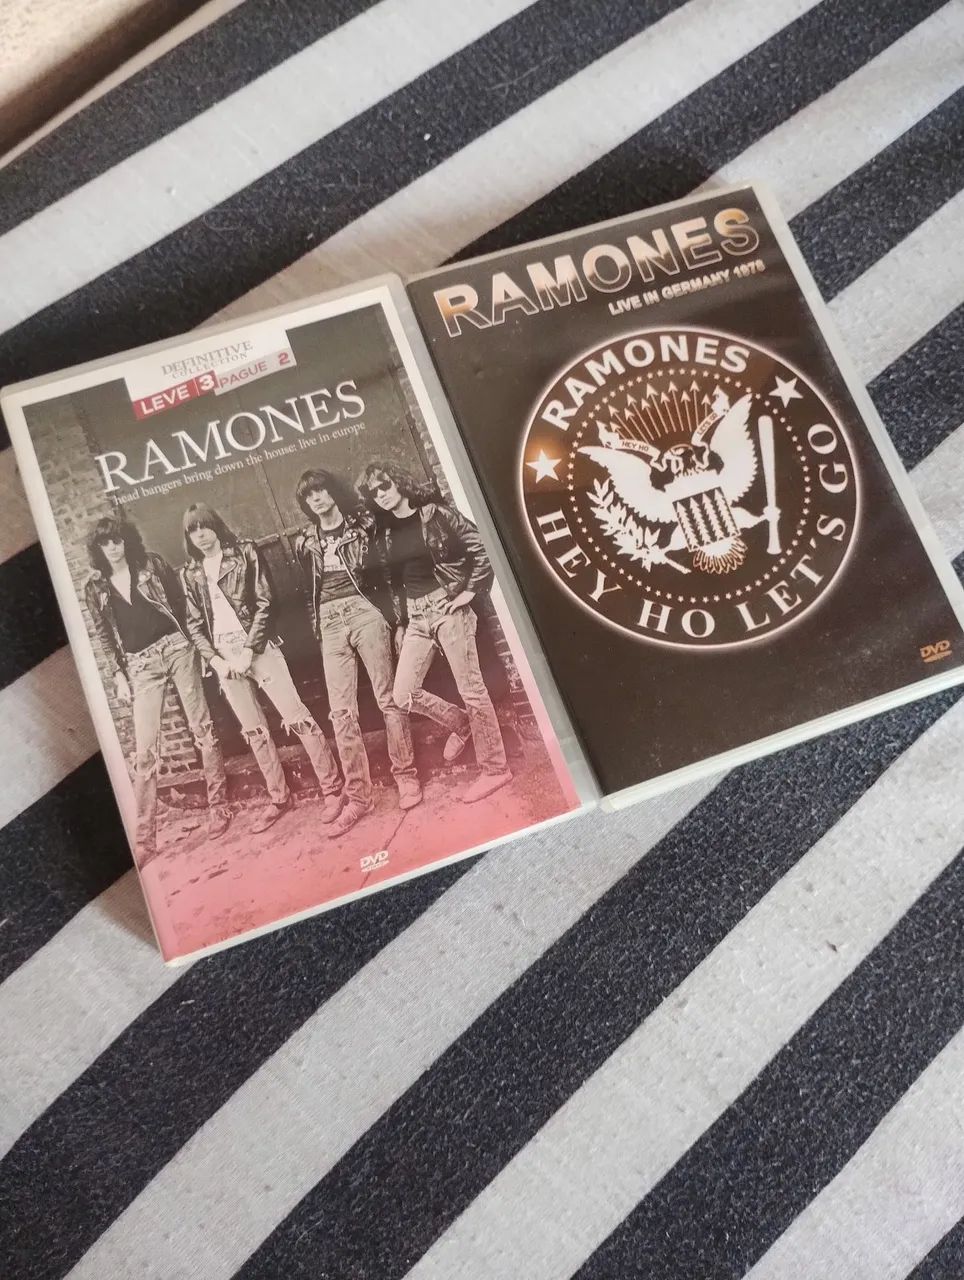 DEFINITIVE
COLLECTION
LEVE 3 PAGUE 2
RAMONES
head bangers bring down the house: live in europe
DVD
RAMONES
LIVE IN GERMANY 1978
RAMONES
HEY HO
HEY HO LET'S GO
DVD